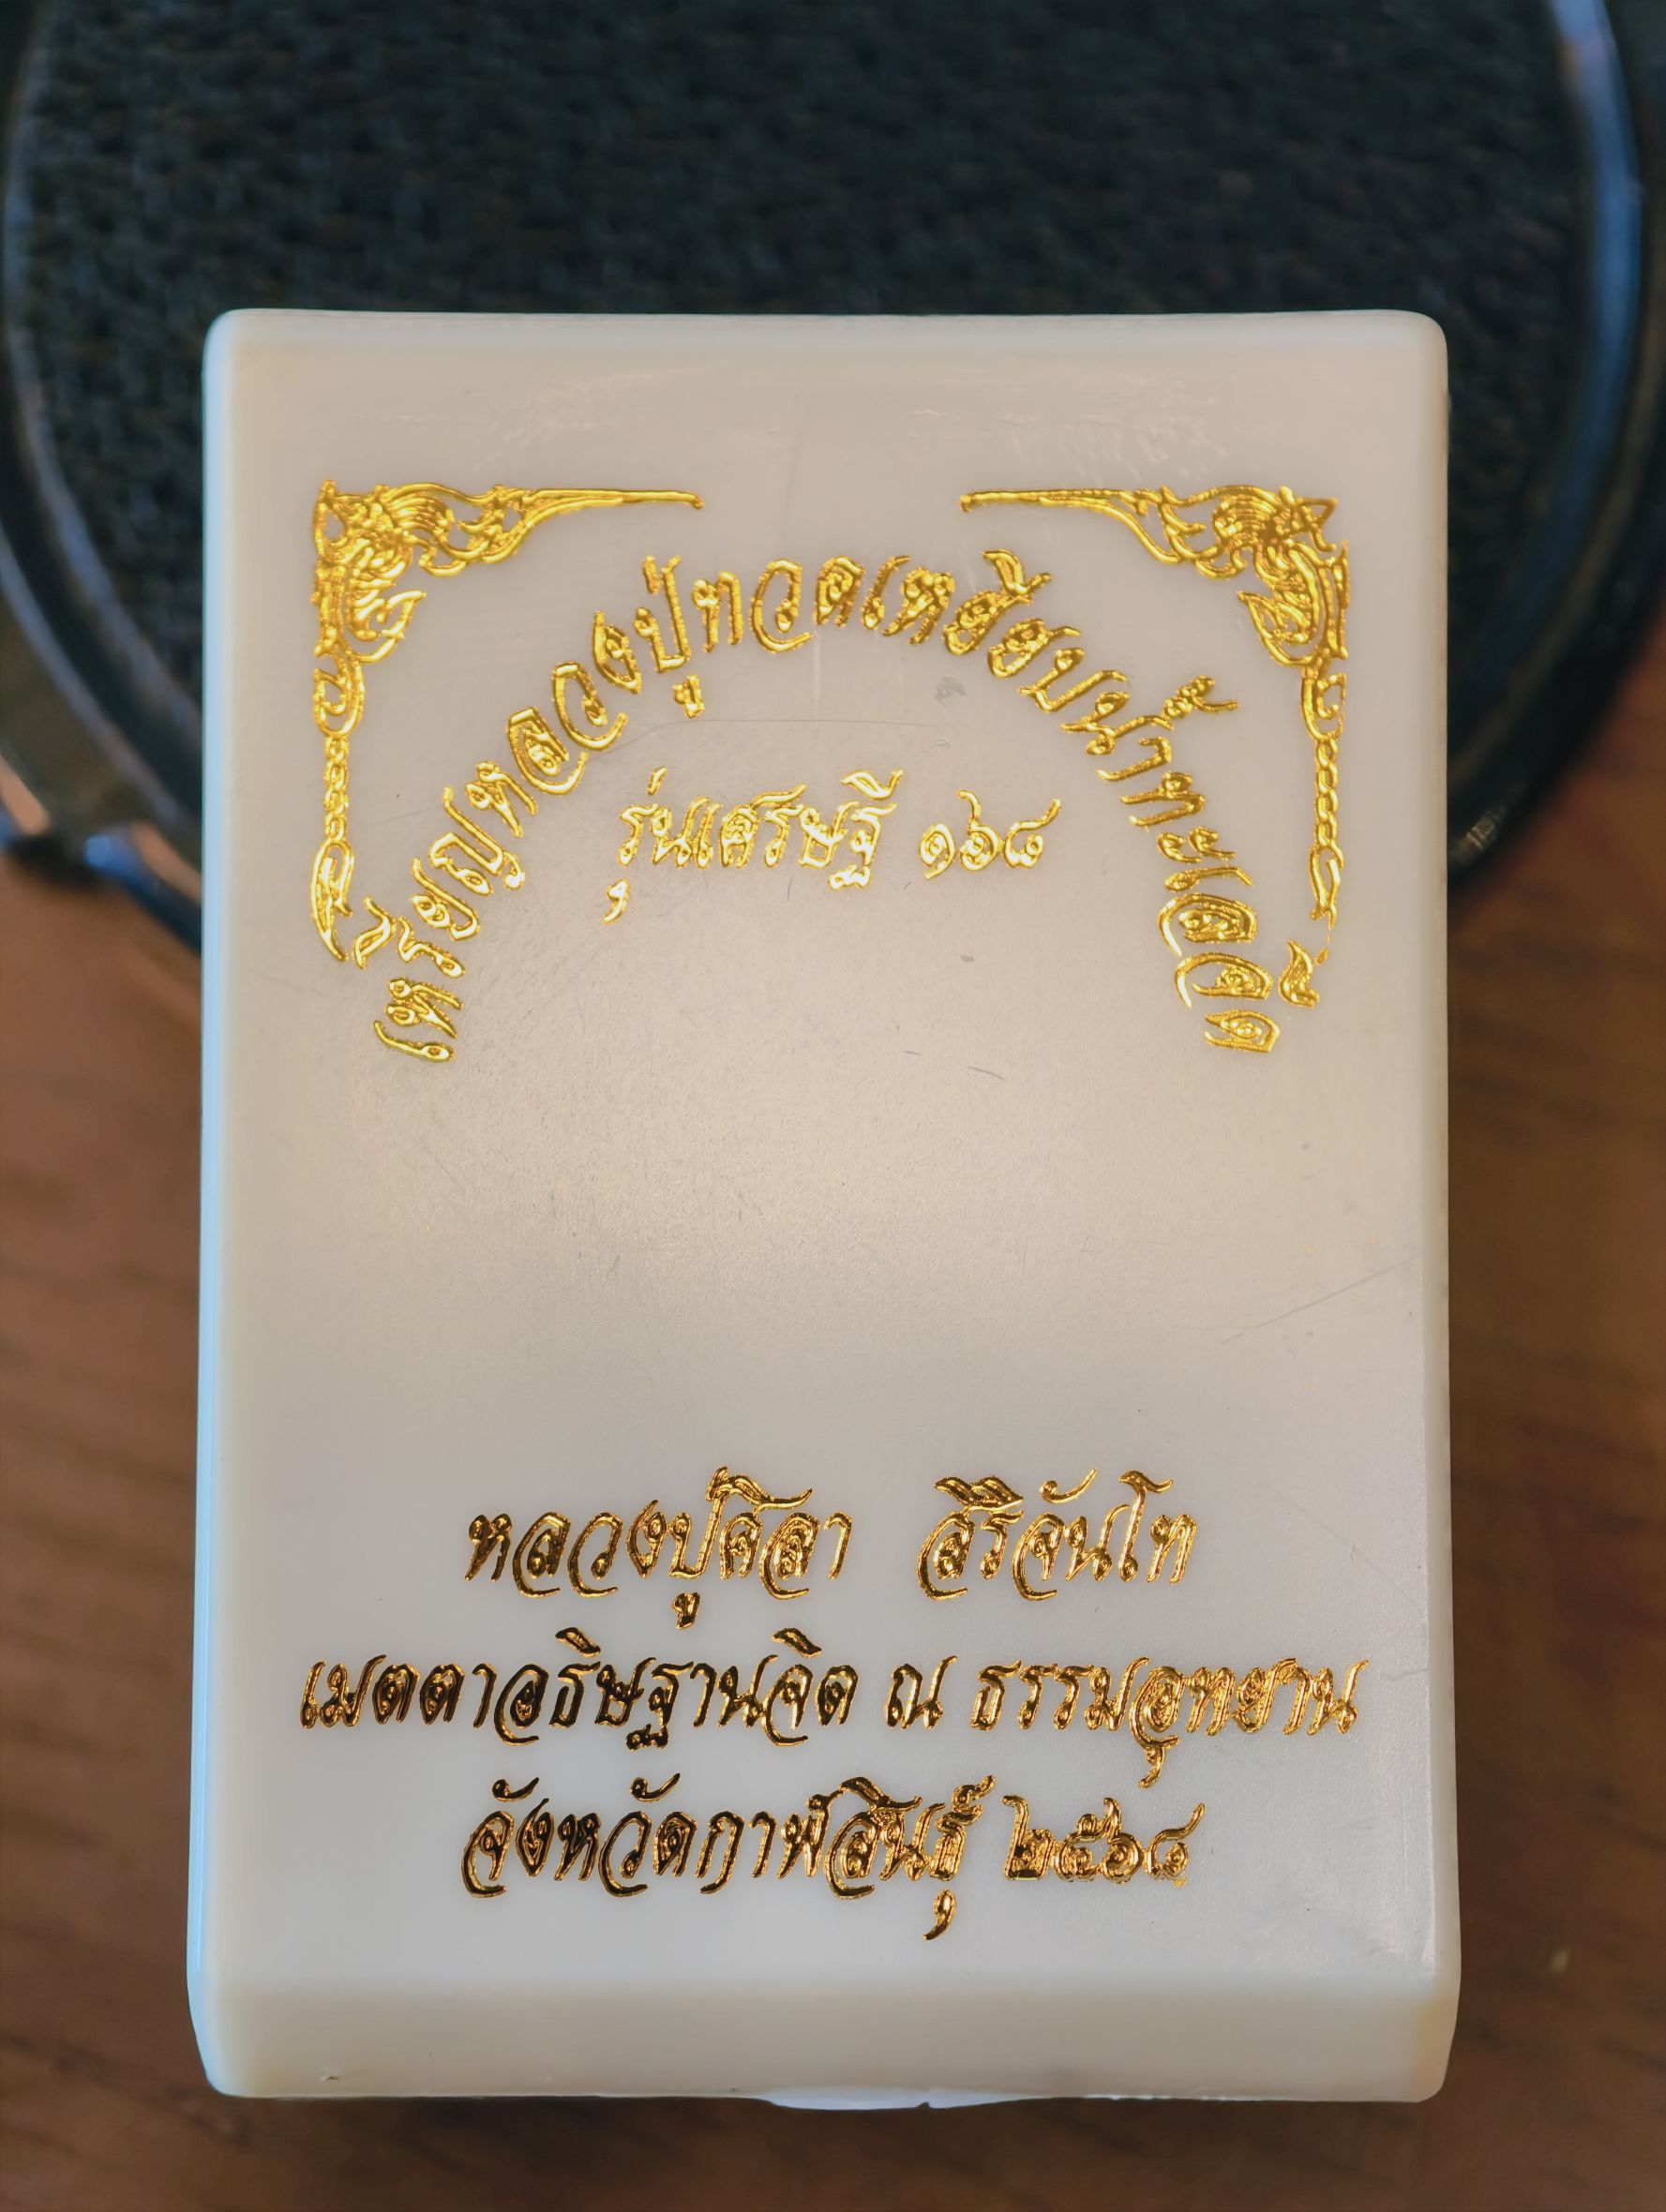 เหรียญหลวงปู่ทวดเหยียบน้ำทะเลจืด
รุ่นเศรษฐี ๑๖๘
หลวงปู่ศิลา สิริจันโท
เมตตาอธิษฐานจิต ณ ธรรมอุทยาน
จังหวัดกาฬสินธุ์ ๒๕๖๘